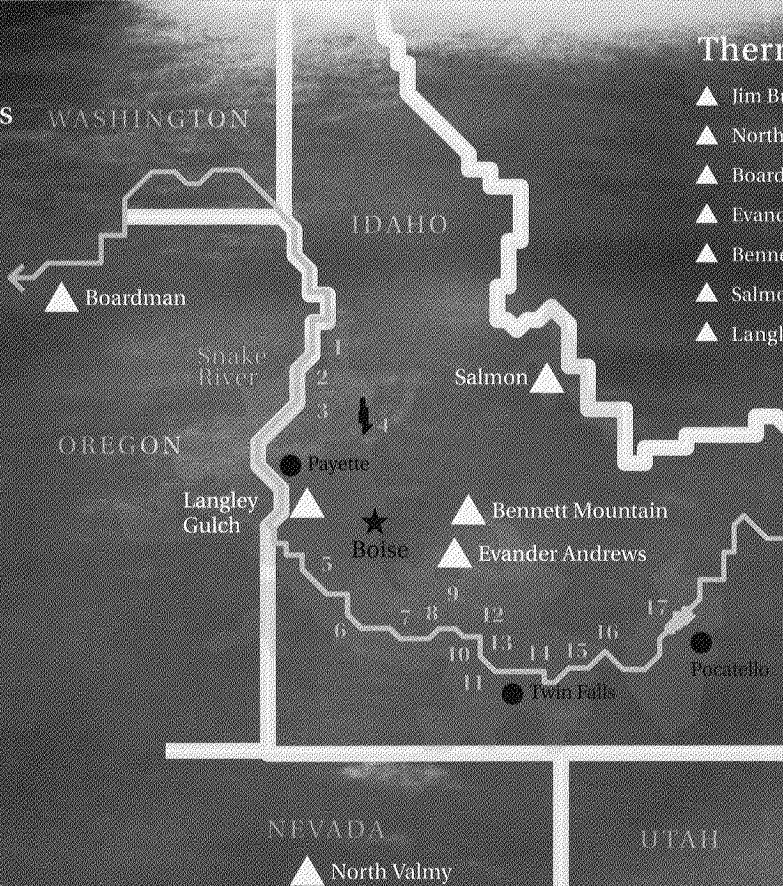 Ther
s
WASHINGTON
Jim B
North
IDAHO
Board
Evand
Benne
Boardman
Salmo
Langl
1
Snake
River
2
Salmon
3
4
OREGON
Payette
Langley
Gulch
Bennett Mountain
Boise
Evander Andrews
5
9
17
7
8
12
6
16
13
10
14
15
Pocatello
11
Twin Falls
NEVADA
UTAH
North Valmy